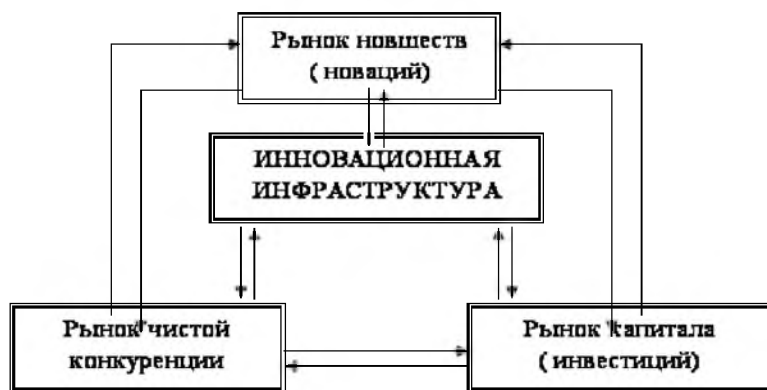 Рынок новшеств
( новаций)
ИННОВАЦИОННАЯ
ИНФРАСТРУКТУРА
Рынок чистой
конкуренции
Рынок капитала
( инвестиций)